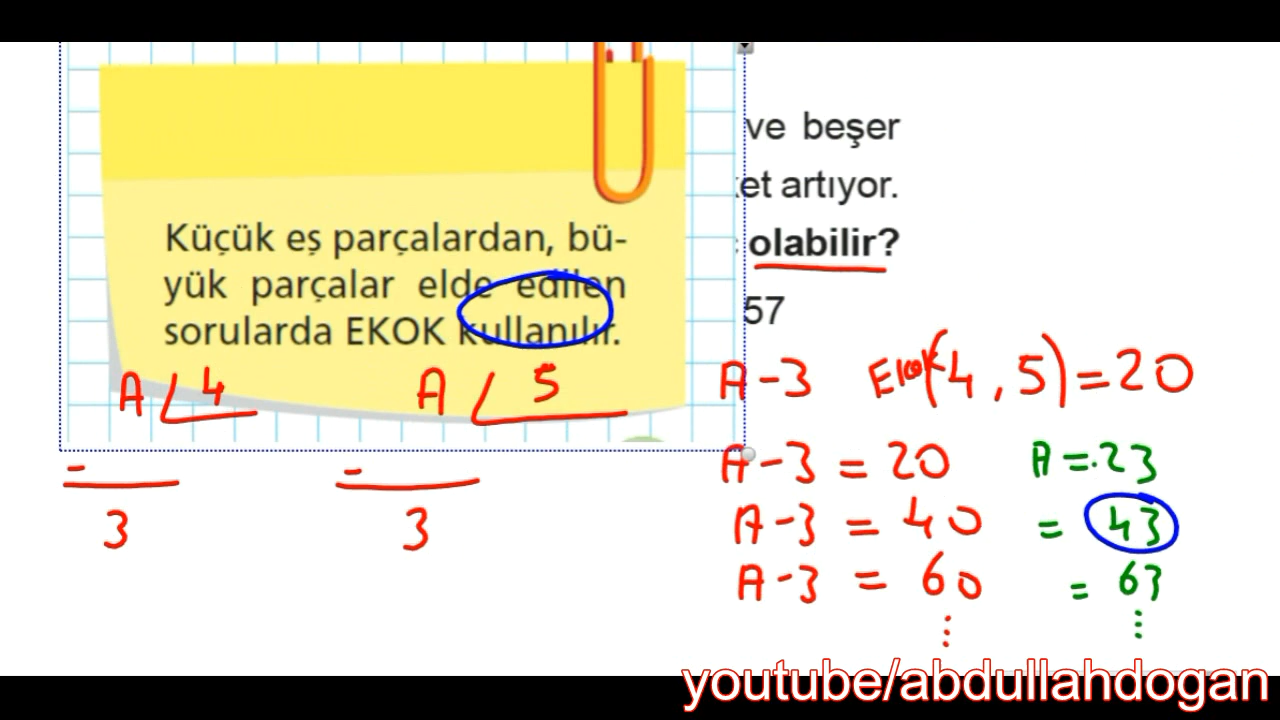 ve beşer
et artıyor.
olabilir?
57
Küçük eş parçalardan, bü-
yük parçalar elde edilen
sorularda EKOK kullanılır.
A 4
A 5
- 3
- 3
A - 3 Ekok(4, 5) = 20
A - 3 = 20 A = 23
A - 3 = 40 = 43
A - 3 = 60 = 63
⋮ ⋮
youtube/abdullahdogan